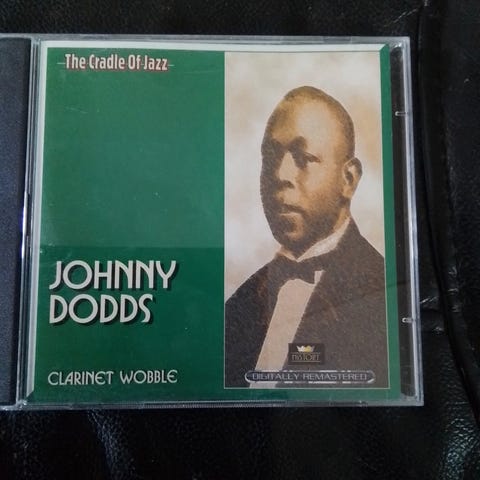 The Cradle Of Jazz
JOHNNY
DODDS
CLARINET WOBBLE
HISTORY
DIGITALLY REMASTERED